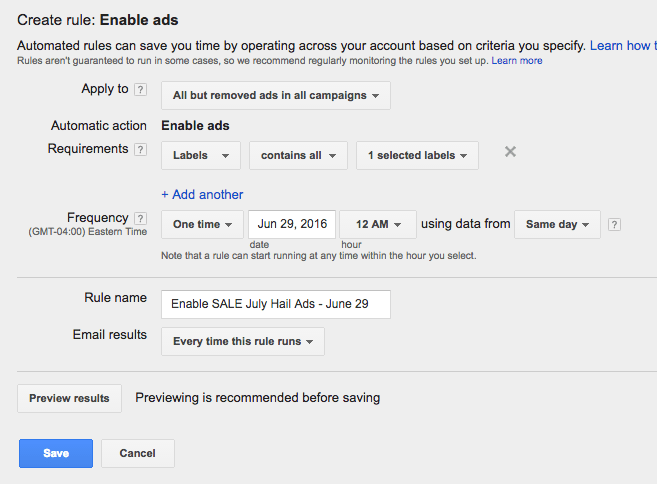 Create rule: Enable ads
Automated rules can save you time by operating across your account based on criteria you specify. Learn how
Rules aren't guaranteed to run in some cases, so we recommend regularly monitoring the rules you set up. Learn more
Apply to ? All but removed ads in all campaigns
Automatic action Enable ads
Requirements ? Labels contains all 1 selected labels
+ Add another
Frequency ? One time Jun 29, 2016 12 AM using data from Same day ?
(GMT-04:00) Eastern Time date hour
Note that a rule can start running at any time within the hour you select.
Rule name Enable SALE July Hail Ads - June 29
Email results Every time this rule runs
Preview results Previewing is recommended before saving
Save Cancel